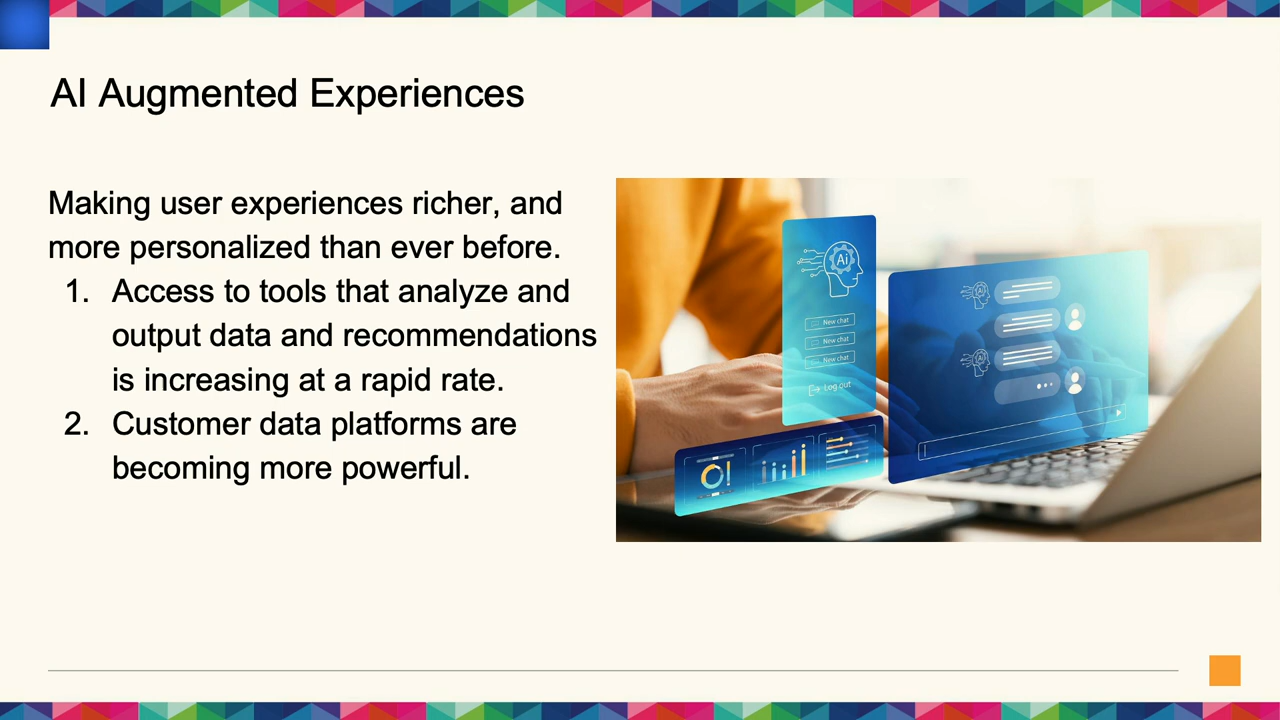 AI Augmented Experiences
Making user experiences richer, and
more personalized than ever before.
1. Access to tools that analyze and
output data and recommendations
is increasing at a rapid rate.
2. Customer data platforms are
becoming more powerful.
Ai
New chat
New chat
New chat
Log out
Ai
Ai